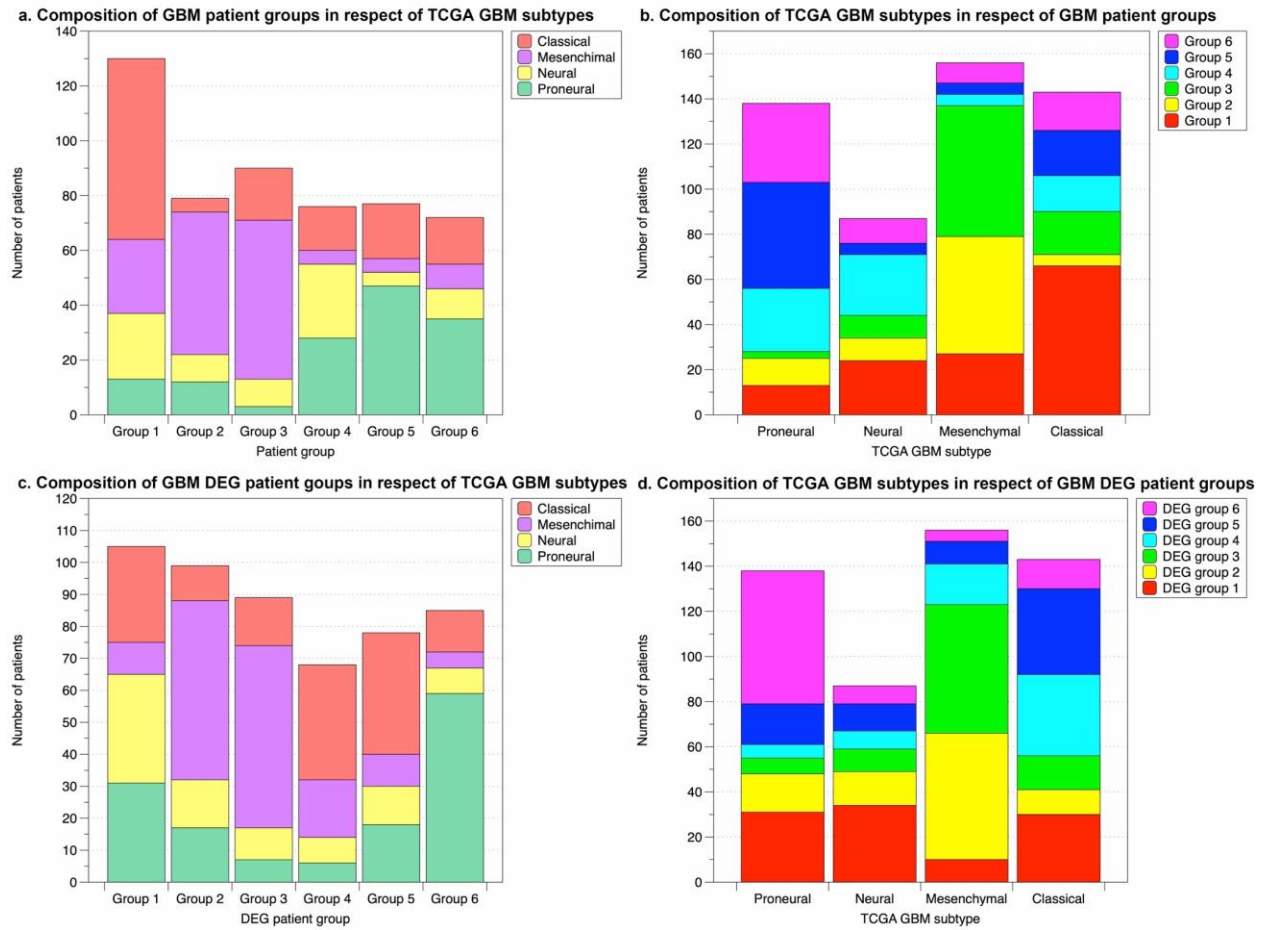 a. Composition of GBM patient groups in respect of TCGA GBM subtypes
140
120
100
80
60
40
20
0
Number of patients
Classical
Mesenchimal
Neural
Proneural
Group 1 Group 2 Group 3 Group 4 Group 5 Group 6
Patient group
b. Composition of TCGA GBM subtypes in respect of GBM patient groups
160
140
120
100
80
60
40
20
0
Number of patients
Group 6
Group 5
Group 4
Group 3
Group 2
Group 1
Proneural Neural Mesenchymal Classical
TCGA GBM subtype
c. Composition of GBM DEG patient goups in respect of TCGA GBM subtypes
120
110
100
90
80
70
60
50
40
30
20
10
0
Number of patients
Classical
Mesenchimal
Neural
Proneural
Group 1 Group 2 Group 3 Group 4 Group 5 Group 6
DEG patient group
d. Composition of TCGA GBM subtypes in respect of GBM DEG patient groups
160
140
120
100
80
60
40
20
0
Number of patients
DEG group 6
DEG group 5
DEG group 4
DEG group 3
DEG group 2
DEG group 1
Proneural Neural Mesenchymal Classical
TCGA GBM subtype